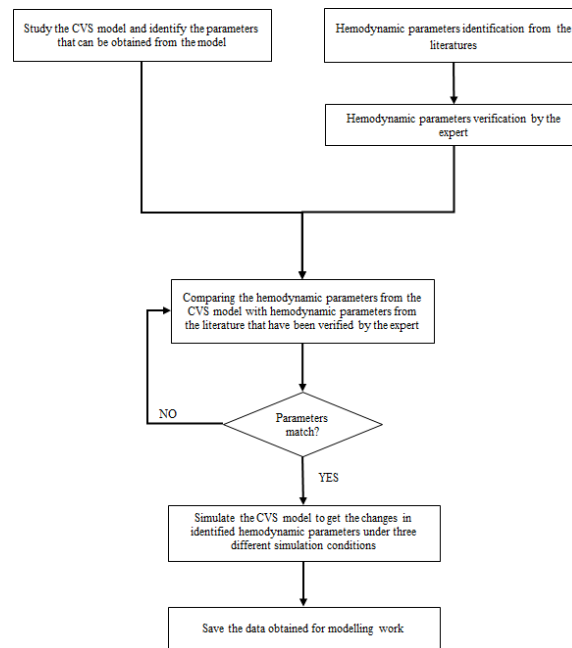 Study the CVS model and identify the parameters
that can be obtained from the model
Hemodynamic parameters identification from the
literatures
Hemodynamic parameters verification by the
expert
Comparing the hemodynamic parameters from the
CVS model with hemodynamic parameters from
the literature that have been verified by the expert
Parameters
match?
NO
YES
Simulate the CVS model to get the changes in
identified hemodynamic parameters under three
different simulation conditions
Save the data obtained for modelling work